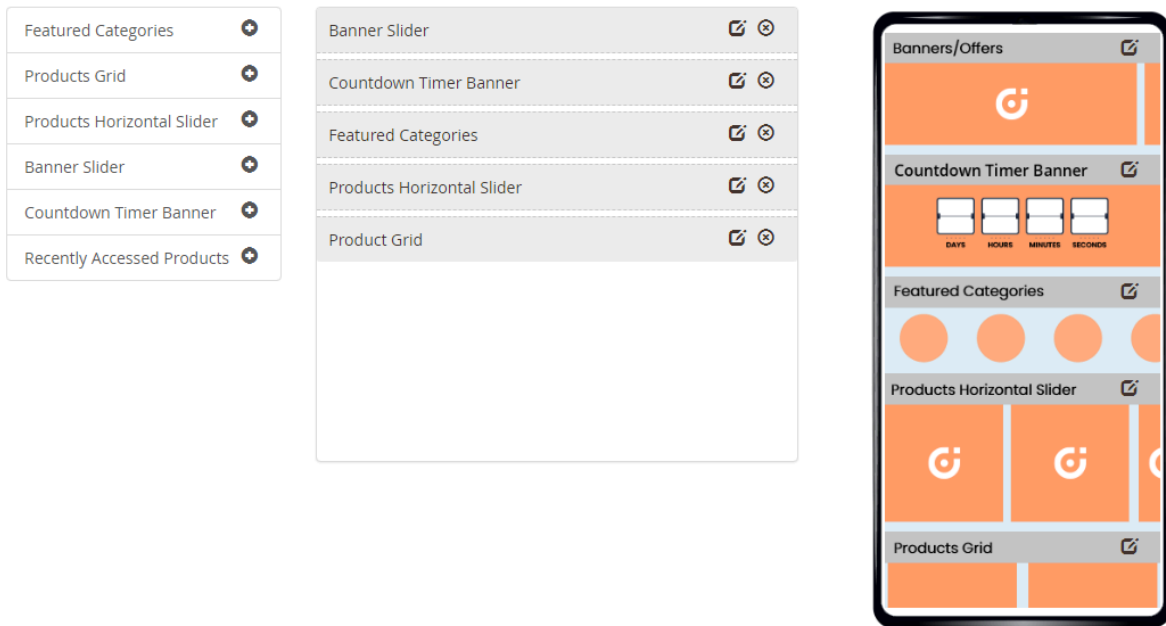 Featured Categories
Products Grid
Products Horizontal Slider
Banner Slider
Countdown Timer Banner
Recently Accessed Products
Banner Slider
Countdown Timer Banner
Featured Categories
Products Horizontal Slider
Product Grid
Banners/Offers
Countdown Timer Banner
DAYS HOURS MINUTES SECONDS
Featured Categories
Products Horizontal Slider
Products Grid